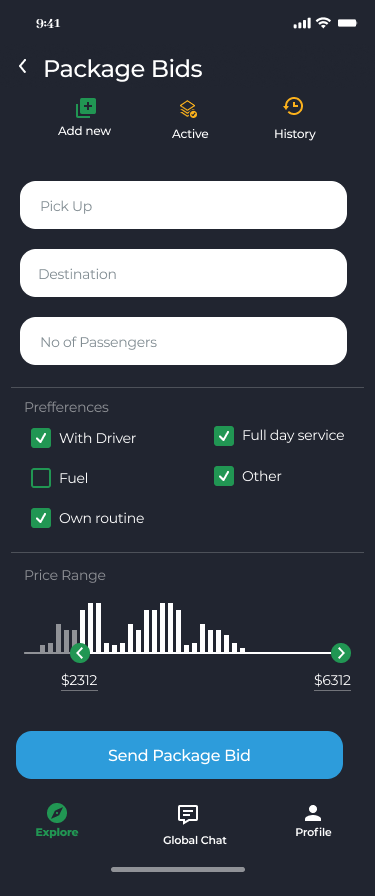 9:41
Package Bids
Add new
Active
History
Pick Up
Destination
No of Passengers
Prefferences
With Driver
Full day service
Fuel
Other
Own routine
Price Range
$2312
$6312
Send Package Bid
Explore
Global Chat
Profile